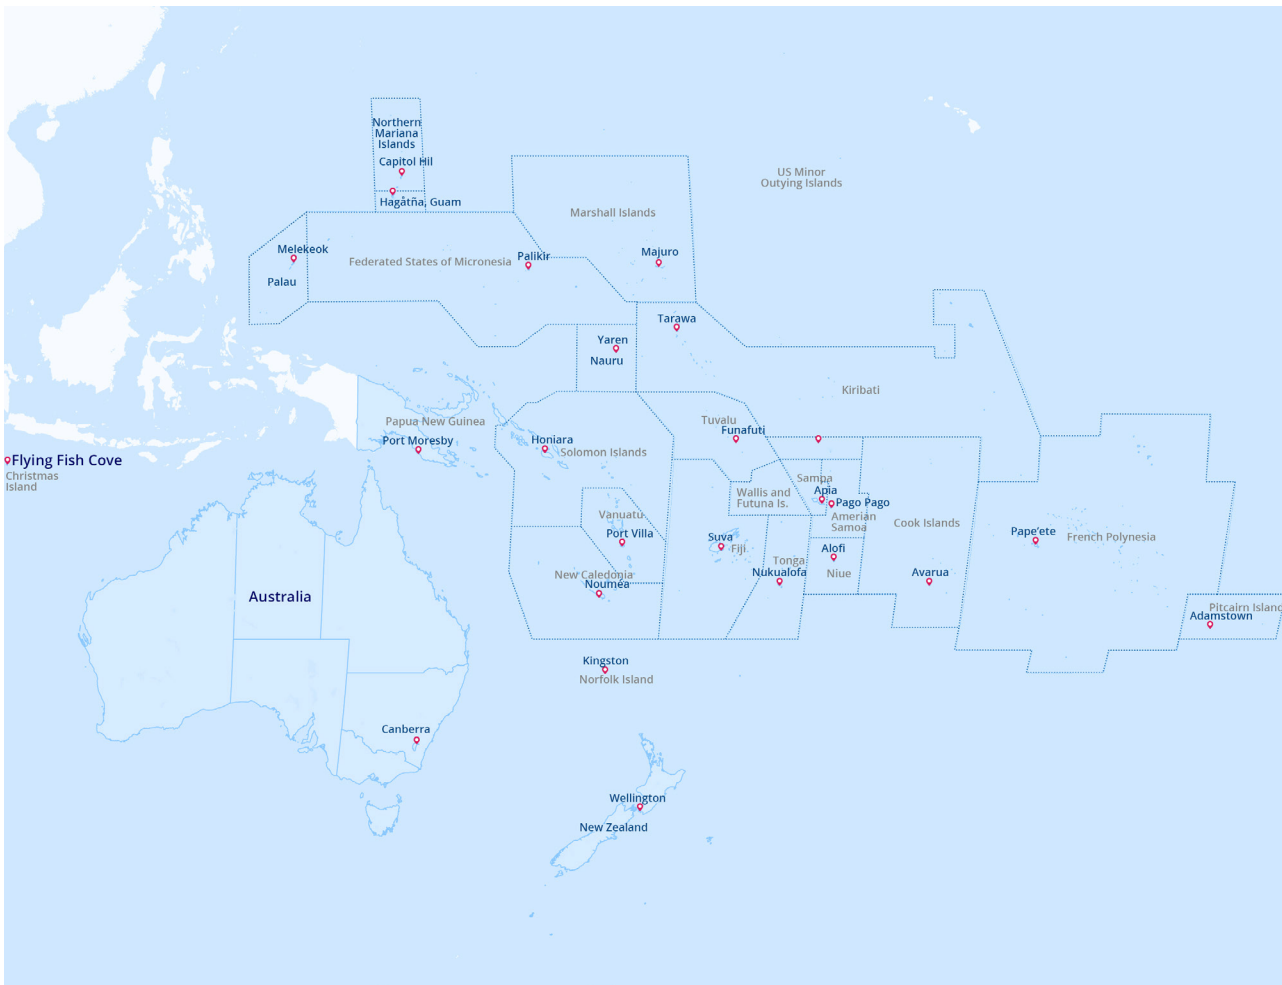 Northern
Mariana
Islands
Capitol Hil
Hagåtña, Guam
US Minor
Outying Islands
Marshall Islands
Melekeok
Palau
Federated States of Micronesia
Palikir
Majuro
Tarawa
Yaren
Nauru
Kiribati
Papua New Guinea
Port Moresby
Honiara
Solomon Islands
Tuvalu
Funafuti
Flying Fish Cove
Christmas
Island
Wallis and
Futuna Is.
Sampa
Apia
Pago Pago
Amerian
Samoa
Cook Islands
Vanuatu
Port Villa
Suva
Fiji
Tonga
Nukualofa
Alofi
Niue
Avarua
Pape'ete
French Polynesia
New Caledonia
Noumea
Australia
Pitcairn Island
Adamstown
Kingston
Norfolk Island
Canberra
Wellington
New Zealand